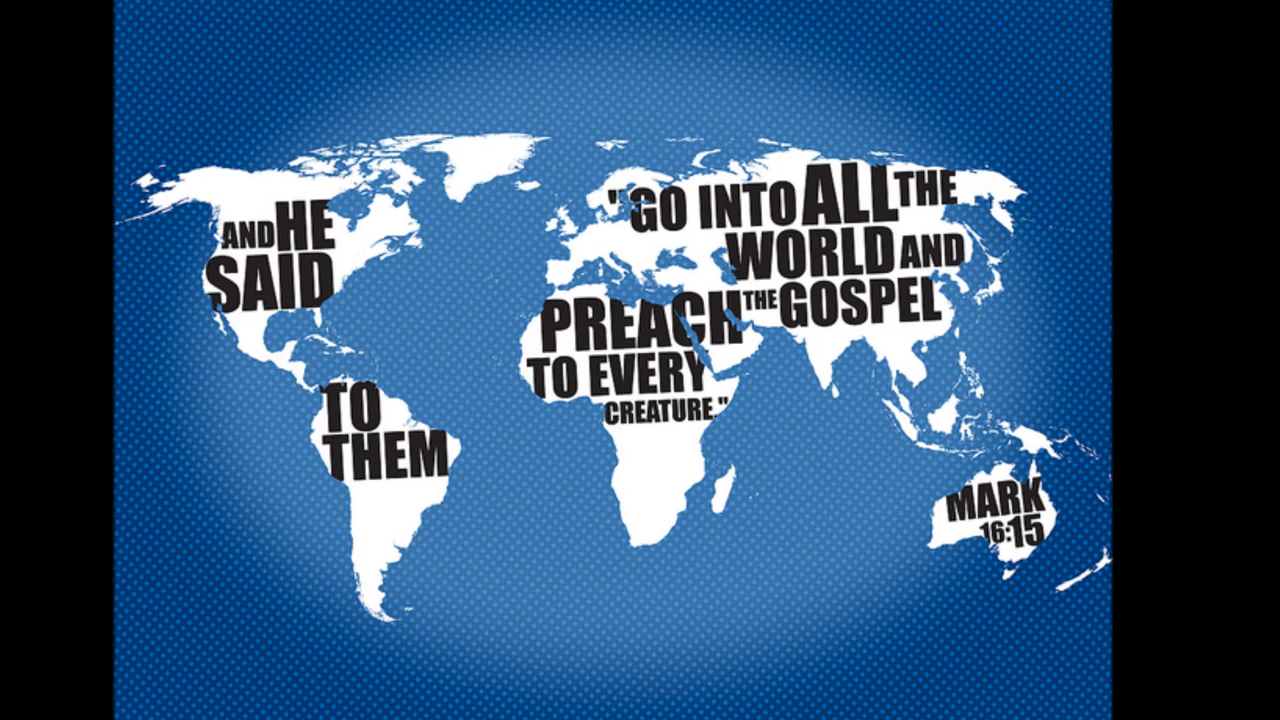 AND HE
SAID
TO
THEM
"GO INTO ALL THE
WORLD AND
PREACH THE GOSPEL
TO EVERY
CREATURE."
MARK
16:15